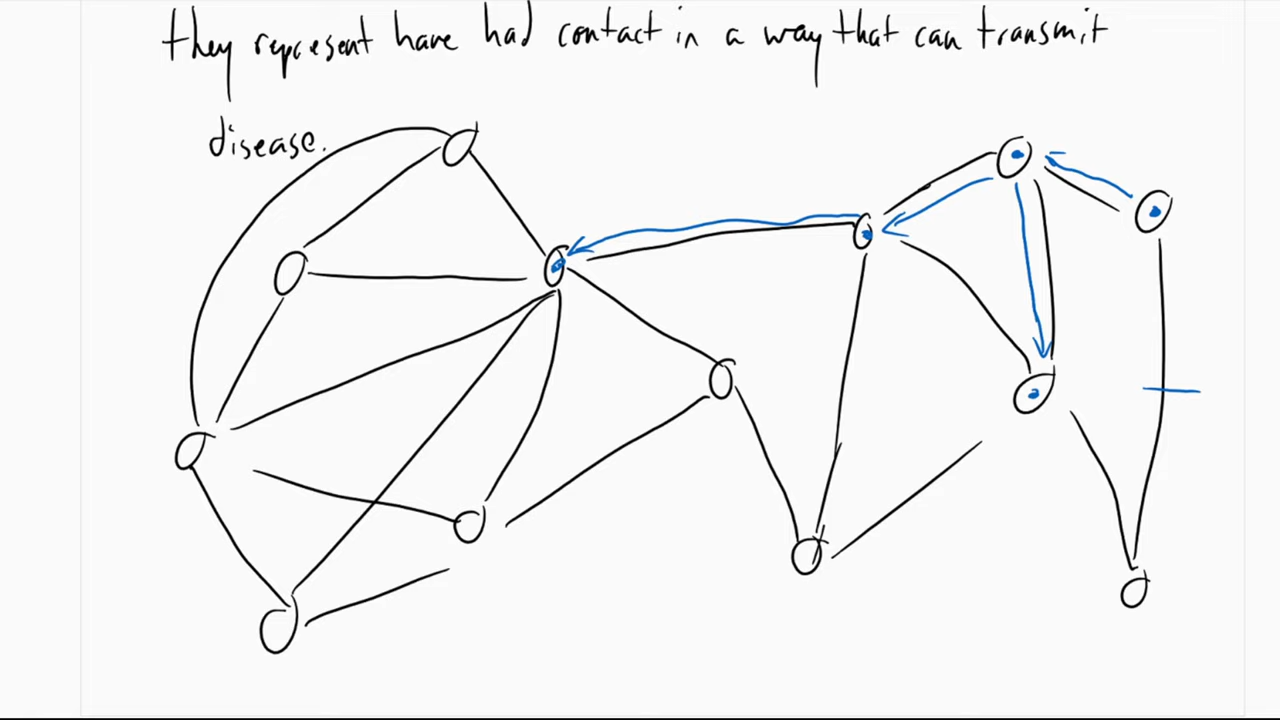 they represent have had contact in a way that can transmit
disease.